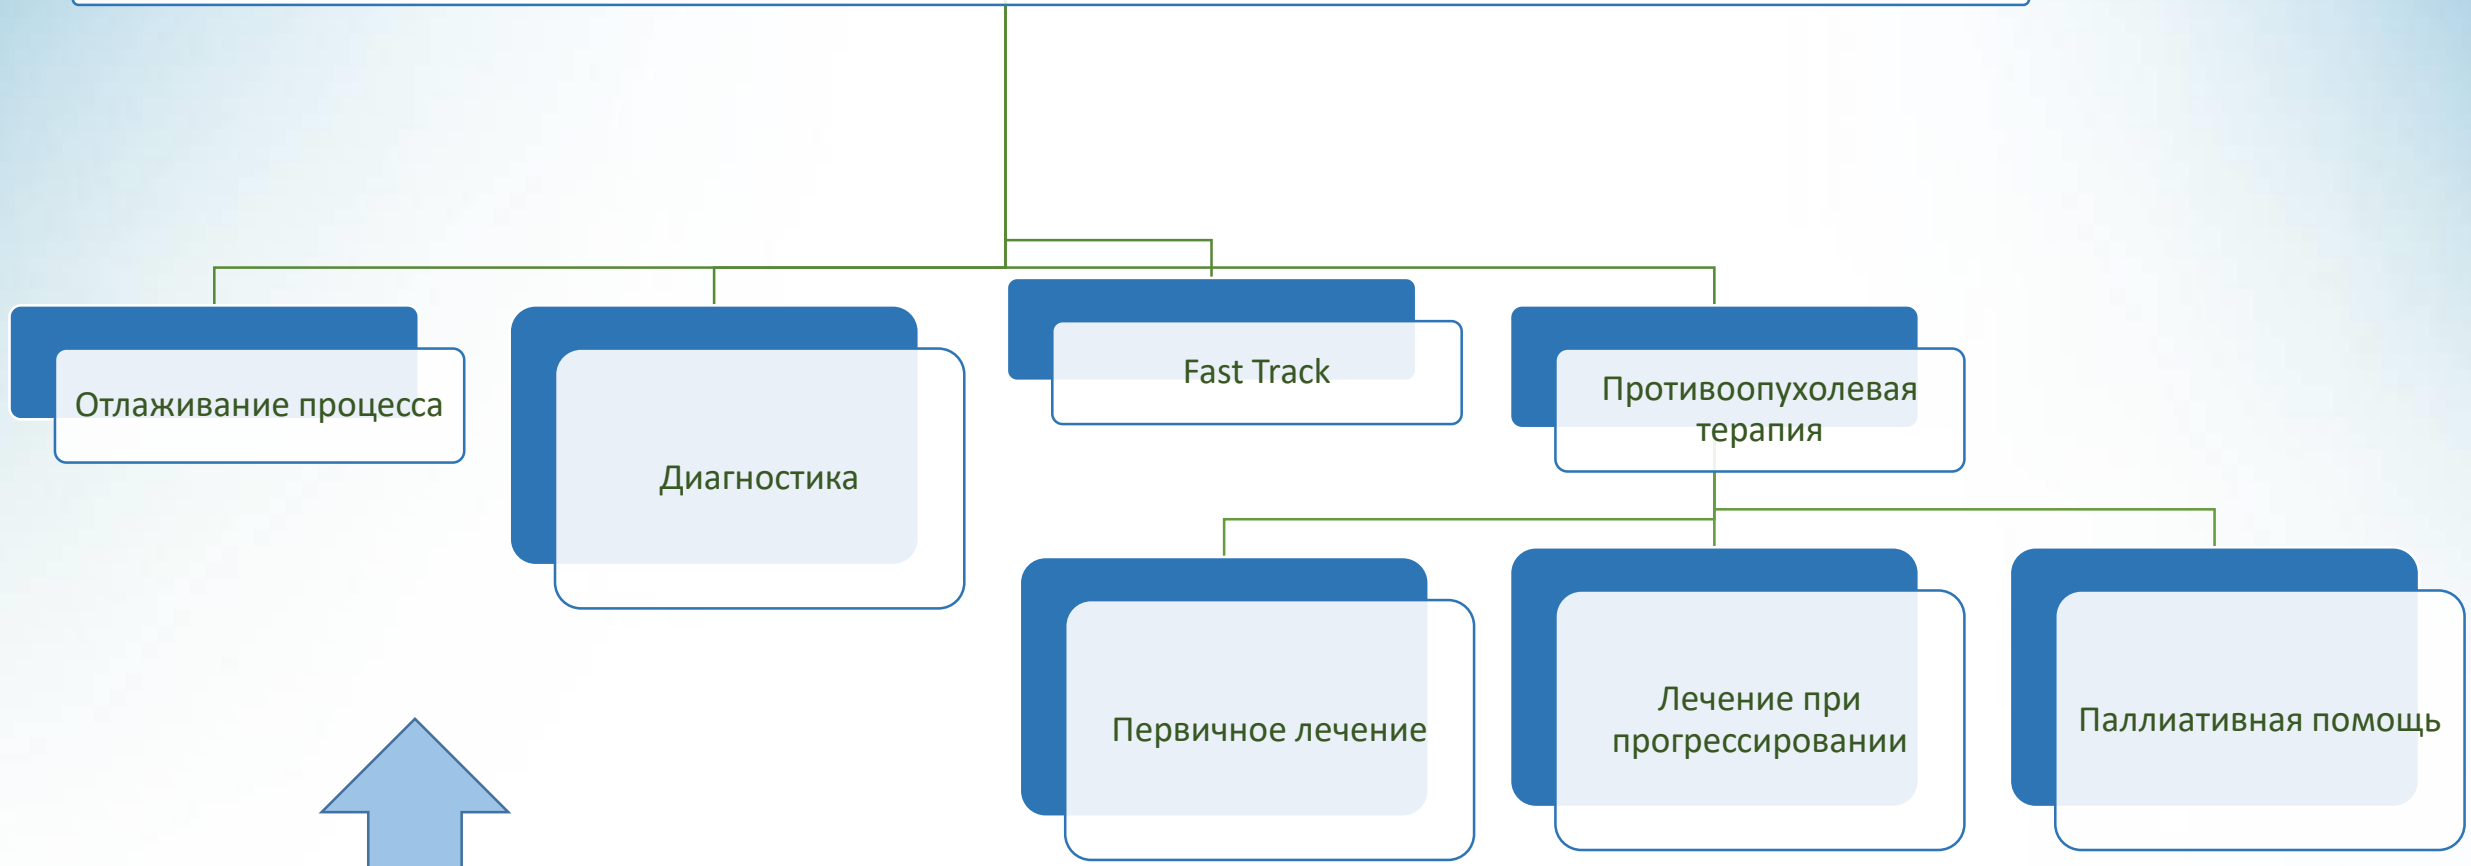 Отлаживание процесса
Диагностика
Fast Track
Противоопухолевая
терапия
Первичное лечение
Лечение при
прогрессировании
Паллиативная помощь